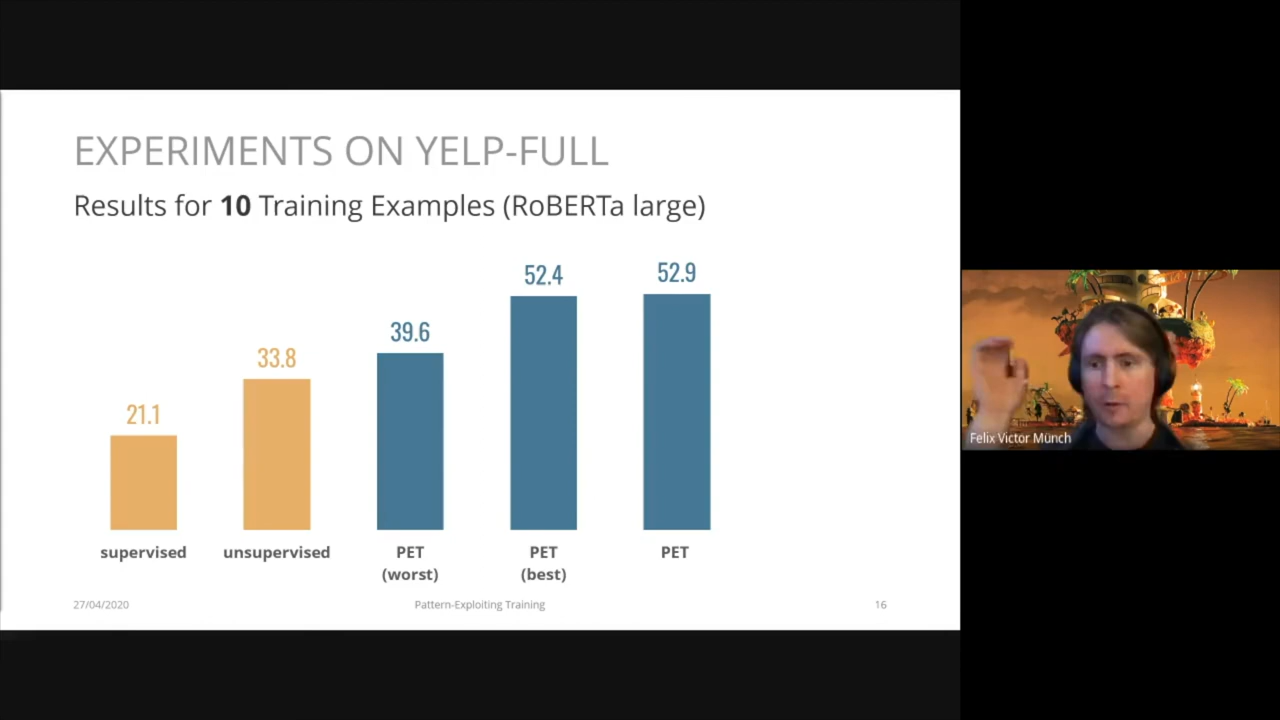 EXPERIMENTS ON YELP-FULL
Results for 10 Training Examples (RoBERTa large)
21.1
33.8
39.6
52.4
52.9
supervised
unsupervised
PET
(worst)
PET
(best)
PET
27/04/2020
Pattern-Exploiting Training
16
Felix Victor Münch